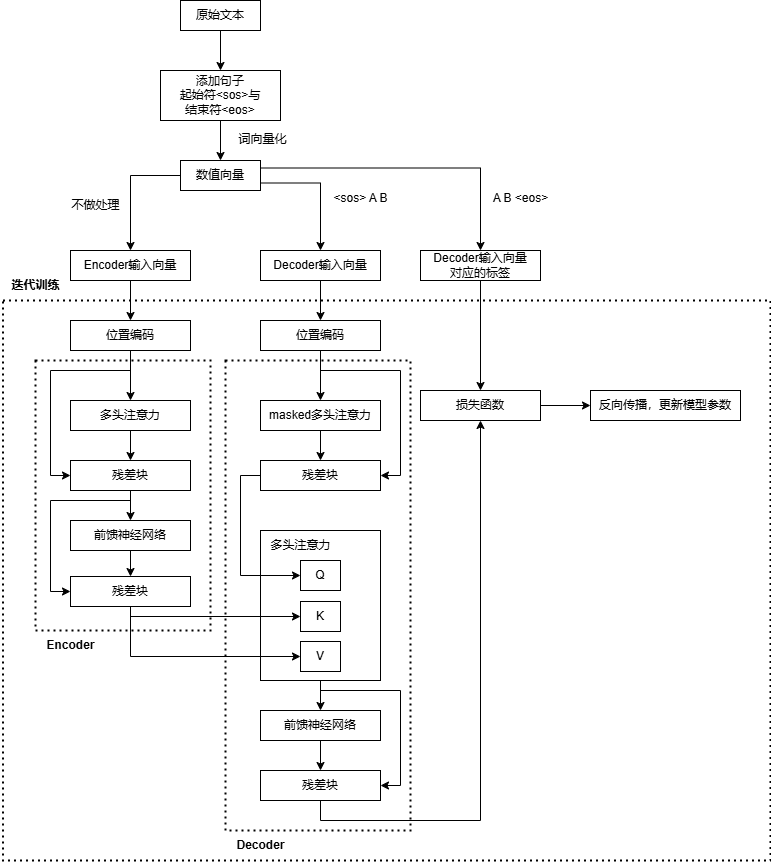 原始文本
添加句子
起始符<sos>与
结束符<eos>
词向量化
数值向量
不做处理
<sos> A B
A B <eos>
Encoder输入向量
Decoder输入向量
Decoder输入向量
对应的标签
迭代训练
位置编码
位置编码
多头注意力
masked多头注意力
损失函数
反向传播，更新模型参数
残差块
残差块
前馈神经网络
多头注意力
Q
残差块
K
Encoder
V
前馈神经网络
残差块
Decoder